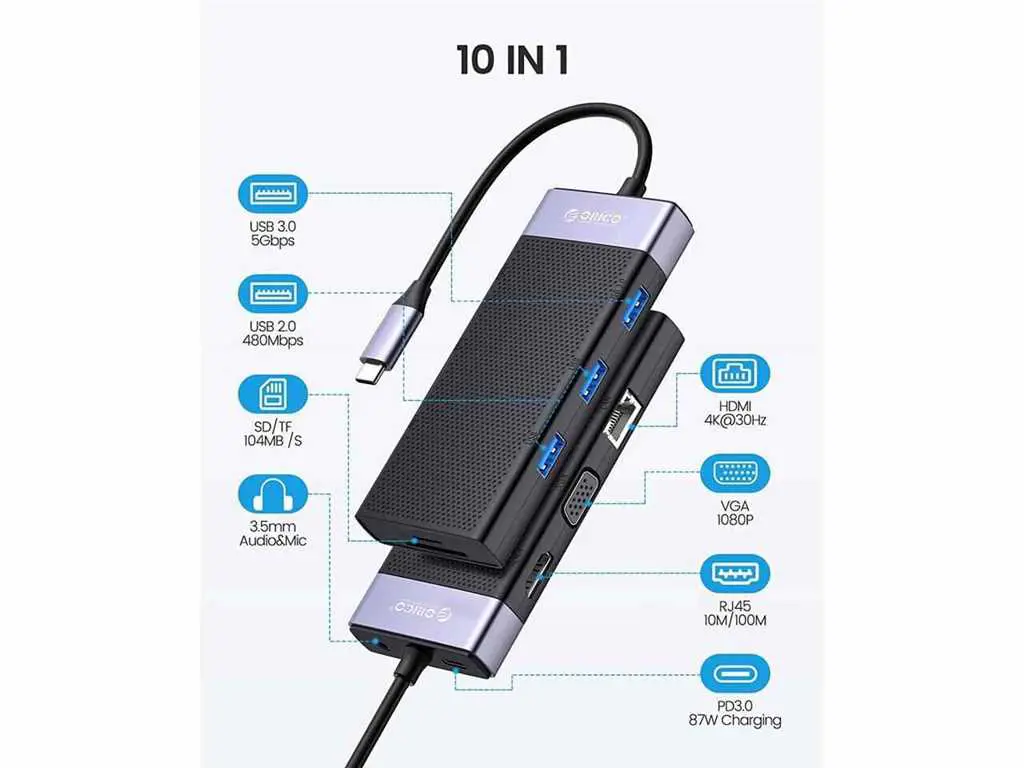 10 IN 1
ORICO
USB 3.0
5Gbps
USB 2.0
480Mbps
SD/TF
104MB /S
3.5mm
Audio&Mic
HDMI
4K@30Hz
VGA
1080P
RJ45
10M/100M
PD3.0
87W Charging
ORICO